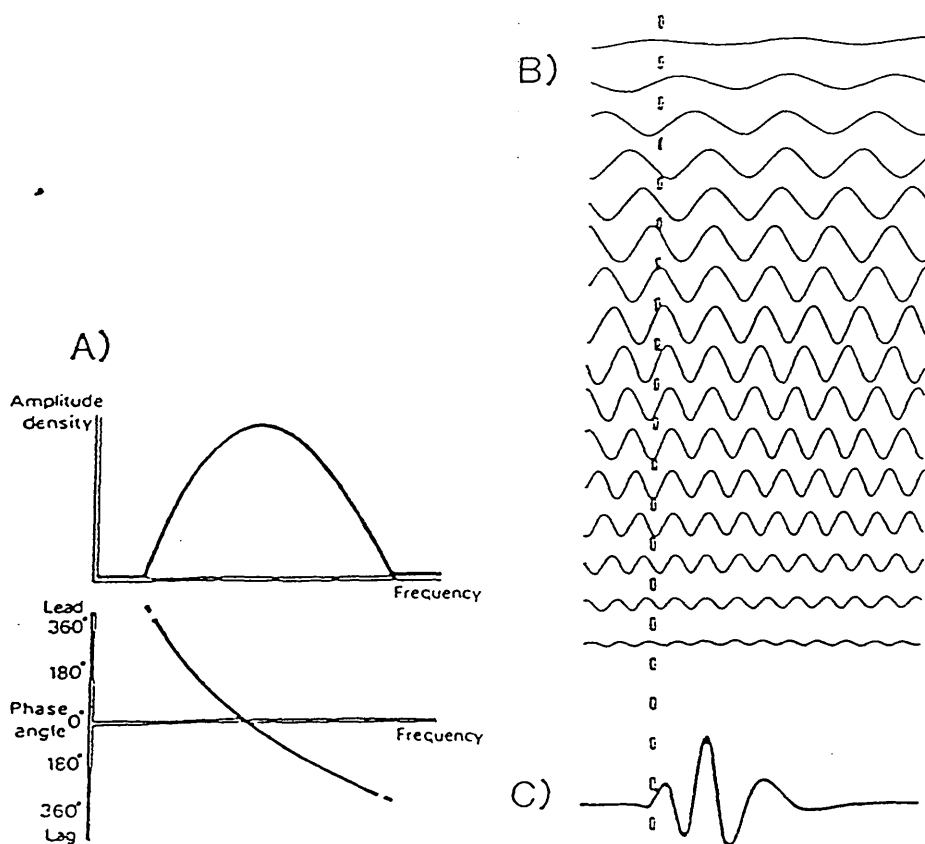 B)
A)
Amplitude
density
Frequency
Lead
360°
180°
Phase
angle
0°
Frequency
180°
360°
Lag
C)